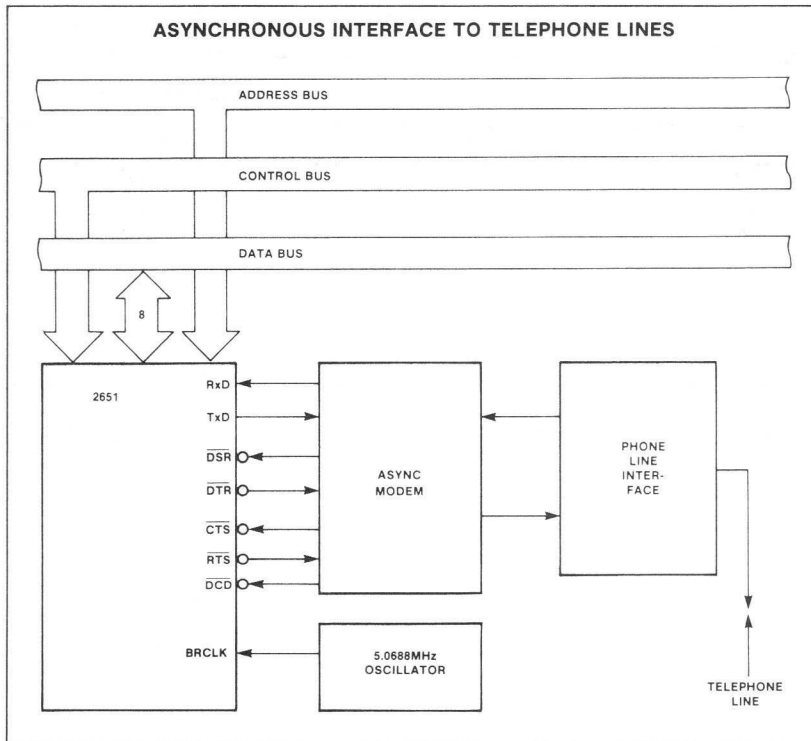 ASYNCHRONOUS INTERFACE TO TELEPHONE LINES
ADDRESS BUS
CONTROL BUS
DATA BUS
8
2651
RxD
TxD
DSR
DTR
CTS
RTS
DCD
BRCLK
ASYNC
MODEM
5.0688MHz
OSCILLATOR
PHONE
LINE
INTER-
FACE
TELEPHONE
LINE